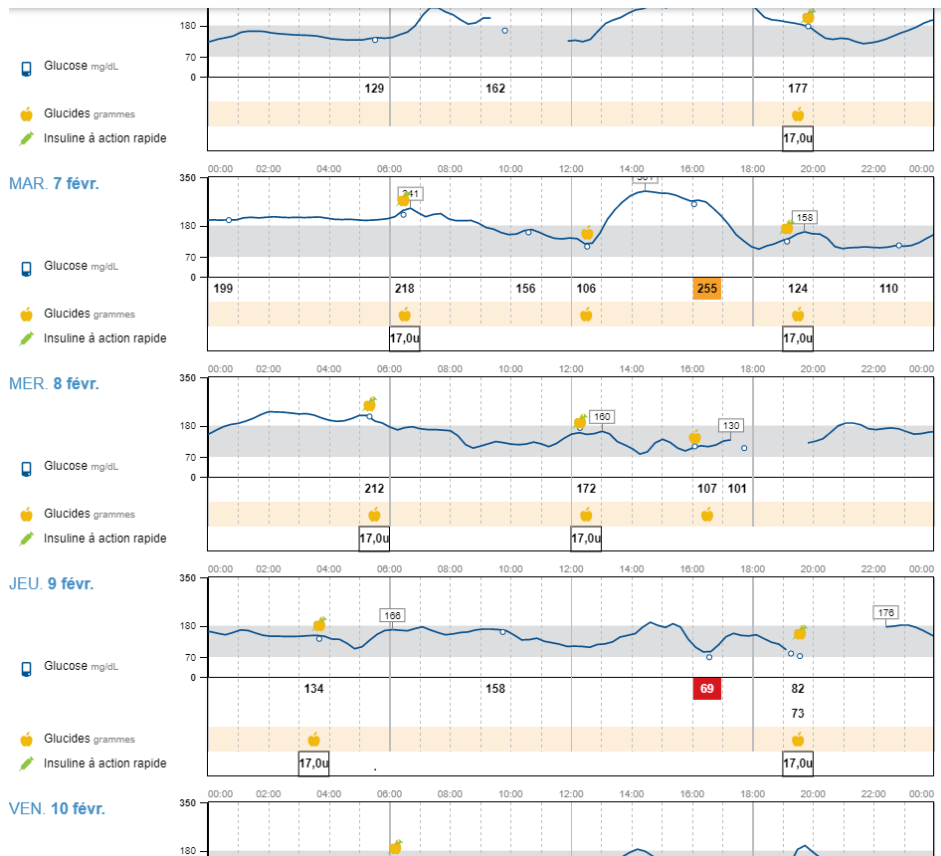 180
70
0
Glucose mg/dL
129 162 177
Glucides grammes
Insuline à action rapide
17,0u
00:00 02:00 04:00 06:00 08:00 10:00 12:00 14:00 16:00 18:00 20:00 22:00 00:00
MAR. 7 févr.
350
241
158
180
70
0
Glucose mg/dL
199 218 156 106 255 124 110
Glucides grammes
Insuline à action rapide
17,0u 17,0u
00:00 02:00 04:00 06:00 08:00 10:00 12:00 14:00 16:00 18:00 20:00 22:00 00:00
MER. 8 févr.
350
160
130
180
70
0
Glucose mg/dL
212 172 107 101
Glucides grammes
Insuline à action rapide
17,0u 17,0u
00:00 02:00 04:00 06:00 08:00 10:00 12:00 14:00 16:00 18:00 20:00 22:00 00:00
JEU. 9 févr.
350
166
176
180
70
0
Glucose mg/dL
134 158 69 82
73
Glucides grammes
Insuline à action rapide
17,0u 17,0u
00:00 02:00 04:00 06:00 08:00 10:00 12:00 14:00 16:00 18:00 20:00 22:00 00:00
VEN. 10 févr.
350
180